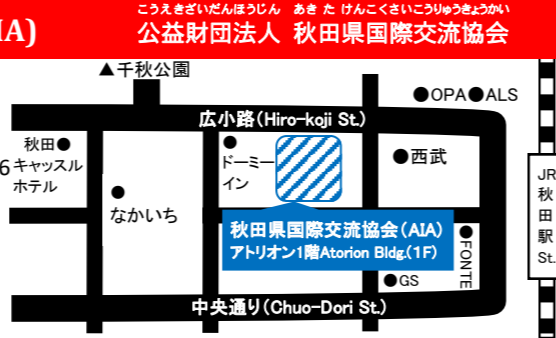 IA)
こうえきざいだんほうじん あきたけんこくさいこうりゅうきょうかい
公益財団法人 秋田県国際交流協会
▲千秋公園
●OPA●ALS
広小路(Hiro-koji St.)
秋田●
6キャッスル
ホテル
●
なかいち
●
ドーミー
イン
●西武
JR
秋
田
駅
St.
秋田県国際交流協会(AIA)
アトリオン1階Atorion Bldg.(1F)
●FONTE
●GS
中央通り(Chuo-Dori St.)